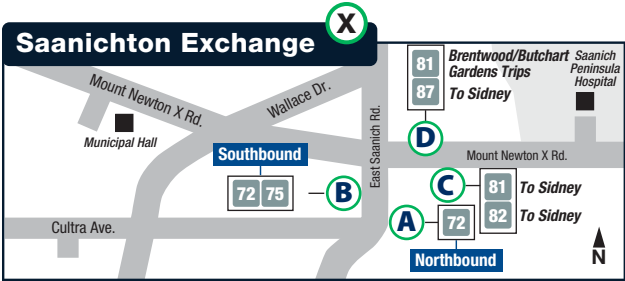 Saanichton Exchange X
Mount Newton X Rd.
Municipal Hall
Wallace Dr.
East Saanich Rd.
81 Brentwood/Butchart
Gardens Trips
87 To Sidney
D
Saanich
Peninsula
Hospital
Mount Newton X Rd.
Southbound
72 75
B
C
81 To Sidney
82 To Sidney
A
72
Northbound
Cultra Ave.
N